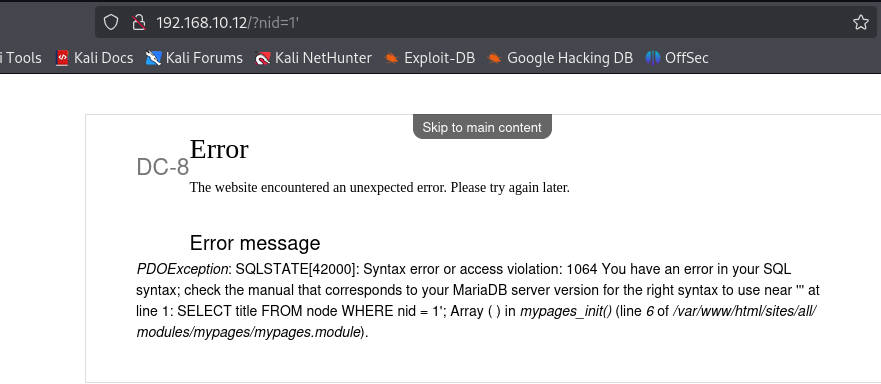 192.168.10.12/?nid=1'
i Tools Kali Docs Kali Forums Kali NetHunter Exploit-DB Google Hacking DB OffSec
Skip to main content
Error
DC-8
The website encountered an unexpected error. Please try again later.
Error message
PDOException: SQLSTATE[42000]: Syntax error or access violation: 1064 You have an error in your SQL
syntax; check the manual that corresponds to your MariaDB server version for the right syntax to use near ''' at
line 1: SELECT title FROM node WHERE nid = 1'; Array ( ) in mypages_init() (line 6 of /var/www/html/sites/all/
modules/mypages/mypages.module).